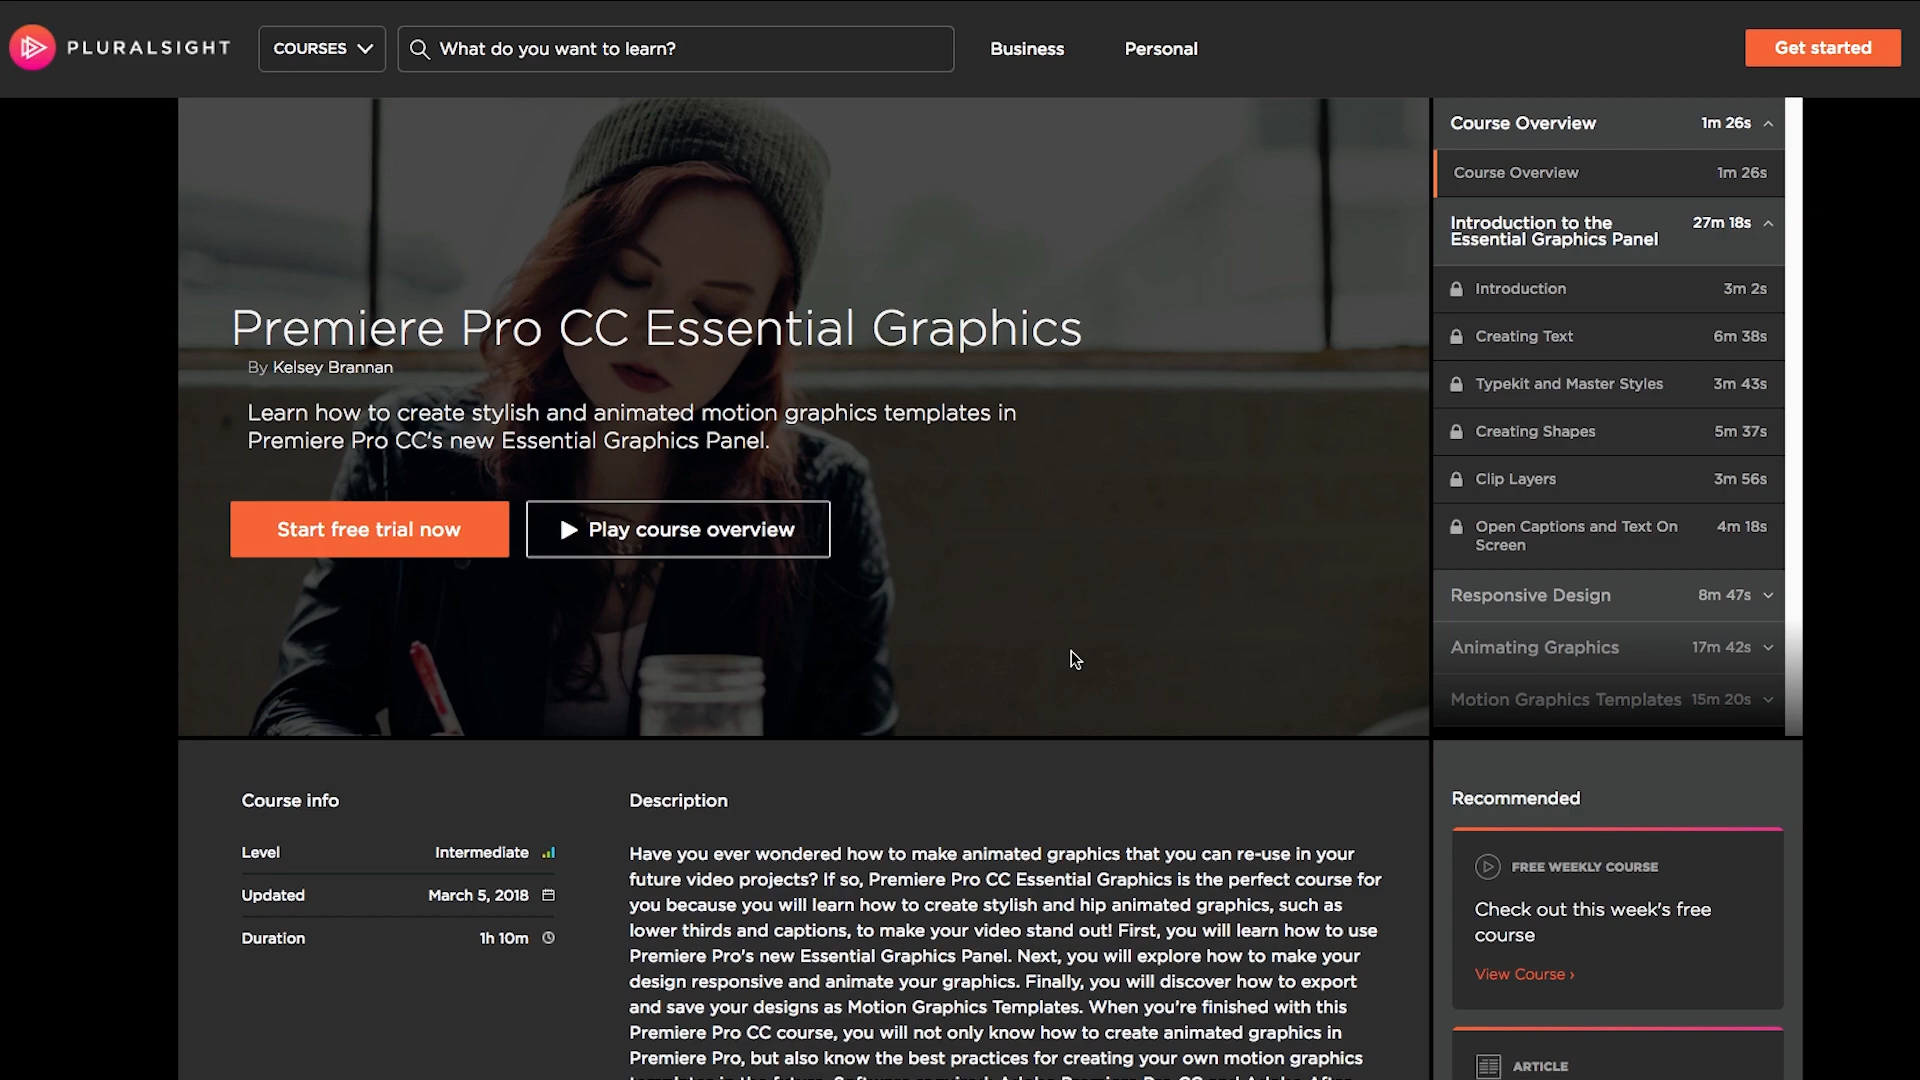 PLURALSIGHT
COURSES
What do you want to learn?
Business
Personal
Get started
Premiere Pro CC Essential Graphics
By Kelsey Brannan
Learn how to create stylish and animated motion graphics templates in
Premiere Pro CC's new Essential Graphics Panel.
Start free trial now
Play course overview
Course Overview 1m 26s
Course Overview 1m 26s
Introduction to the 27m 18s
Essential Graphics Panel
Introduction 3m 2s
Creating Text 6m 38s
Typekit and Master Styles 3m 43s
Creating Shapes 5m 37s
Clip Layers 3m 56s
Open Captions and Text On 4m 18s
Screen
Responsive Design 8m 47s
Animating Graphics 17m 42s
Motion Graphics Templates 15m 20s
Course info
Level Intermediate
Updated March 5, 2018
Duration 1h 10m
Description
Have you ever wondered how to make animated graphics that you can re-use in your
future video projects? If so, Premiere Pro CC Essential Graphics is the perfect course for
you because you will learn how to create stylish and hip animated graphics, such as
lower thirds and captions, to make your video stand out! First, you will learn how to use
Premiere Pro's new Essential Graphics Panel. Next, you will explore how to make your
design responsive and animate your graphics. Finally, you will discover how to export
and save your designs as Motion Graphics Templates. When you're finished with this
Premiere Pro CC course, you will not only know how to create animated graphics in
Premiere Pro, but also know the best practices for creating your own motion graphics
Recommended
FREE WEEKLY COURSE
Check out this week's free
course
View Course ›
ARTICLE